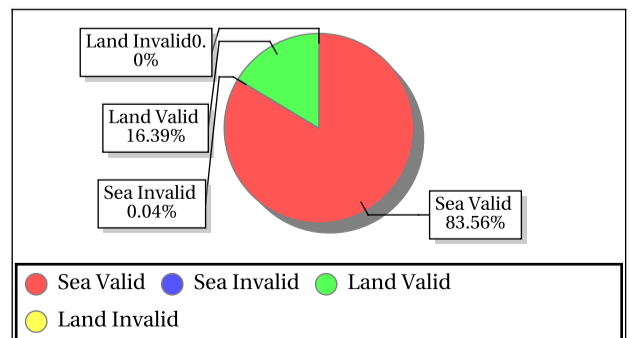 Land Invalid0.
0%
Land Valid
16.39%
Sea Invalid
0.04%
Sea Valid
83.56%
Sea Valid Sea Invalid Land Valid
Land Invalid